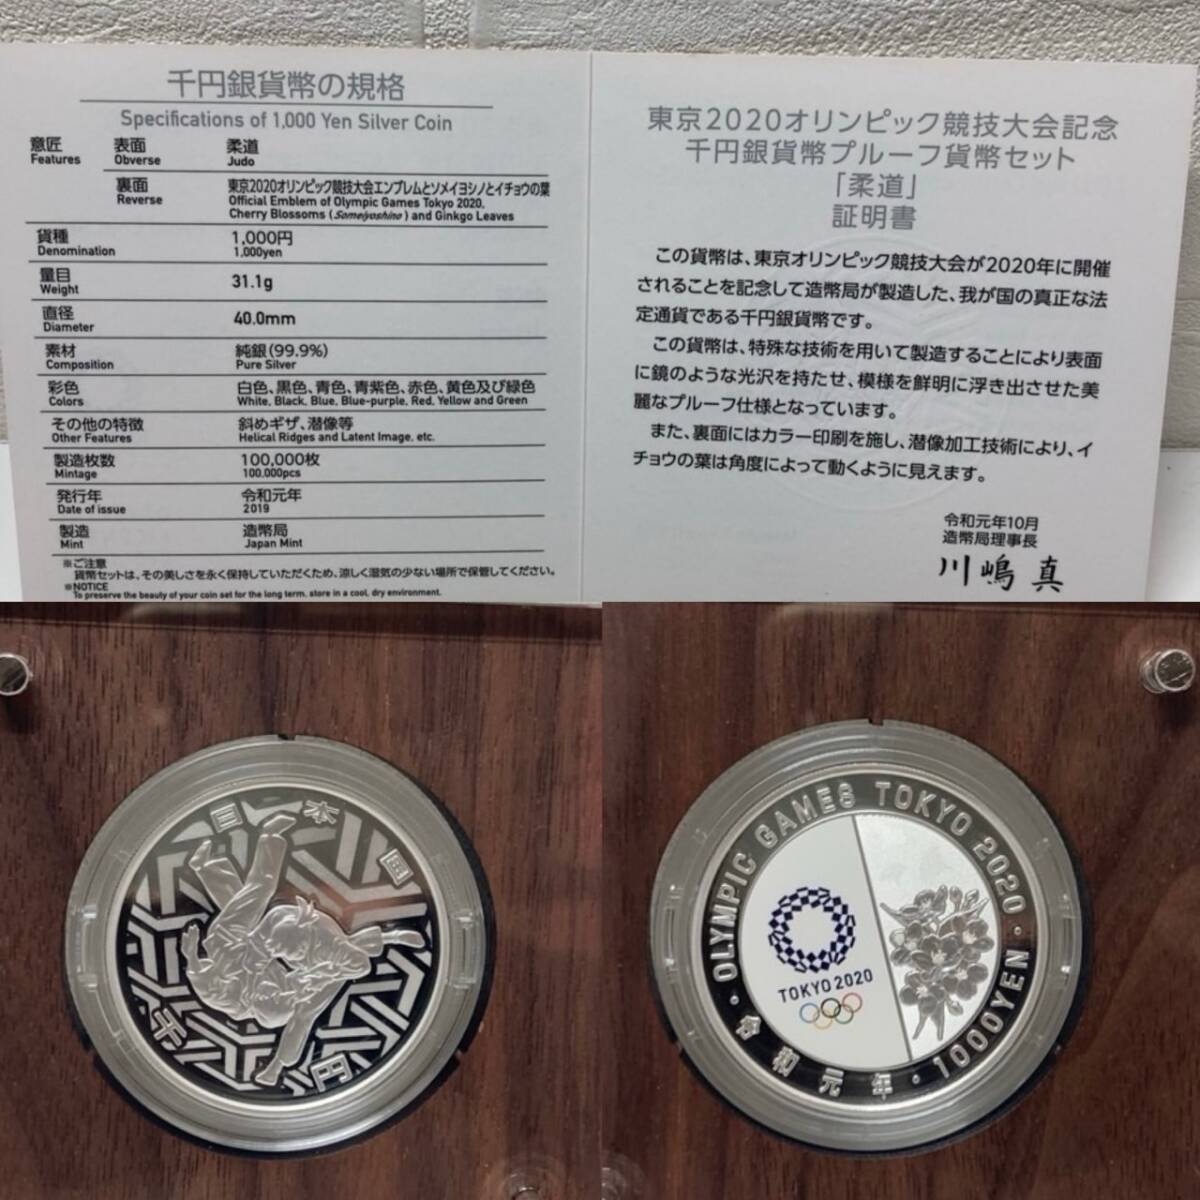 千円銀貨幣の規格
Specifications of 1,000 Yen Silver Coin
意匠 表面 柔道
Features Obverse Judo
裏面 東京2020オリンピック競技大会エンブレムとソメイヨシノとイチョウの葉
Reverse Official Emblem of Olympic Games Tokyo 2020,
Cherry Blossoms (Someiyoshino) and Ginkgo Leaves
貨種 1,000円
Denomination 1,000yen
量目 31.1g
Weight
直径 40.0mm
Diameter
素材 純銀(99.9%)
Composition Pure Silver
彩色 白色、黒色、青色、青紫色、赤色、黄色及び緑色
Colors White, Black, Blue, Blue-purple, Red, Yellow and Green
その他の特徴 斜めギザ、潜像等
Other Features Helical Ridges and Latent Image, etc.
製造枚数 100,000枚
Mintage 100,000pcs
発行年 令和元年
Date of issue 2019
製造 造幣局
Mint Japan Mint
※ご注意
貨幣セットは、その美しさを永く保持していただくため、涼しく湿気の少ない場所で保管してください。
※NOTICE
To preserve the beauty of your coin set for the long term, store in a cool, dry environment.
東京2020オリンピック競技大会記念
千円銀貨幣プルーフ貨幣セット
「柔道」
証明書
この貨幣は、東京オリンピック競技大会が2020年に開催
されることを記念して造幣局が製造した、我が国の真正な法
定通貨である千円銀貨幣です。
この貨幣は、特殊な技術を用いて製造することにより表面
に鏡のような光沢を持たせ、模様を鮮明に浮き出させた美
麗なプルーフ仕様となっています。
また、裏面にはカラー印刷を施し、潜像加工技術により、イ
チョウの葉は角度によって動くように見えます。
令和元年10月
造幣局理事長
川嶋 真
日本国
千円
・OLYMPIC GAMES TOKYO 2020・
TOKYO 2020
令和元年・1000YEN